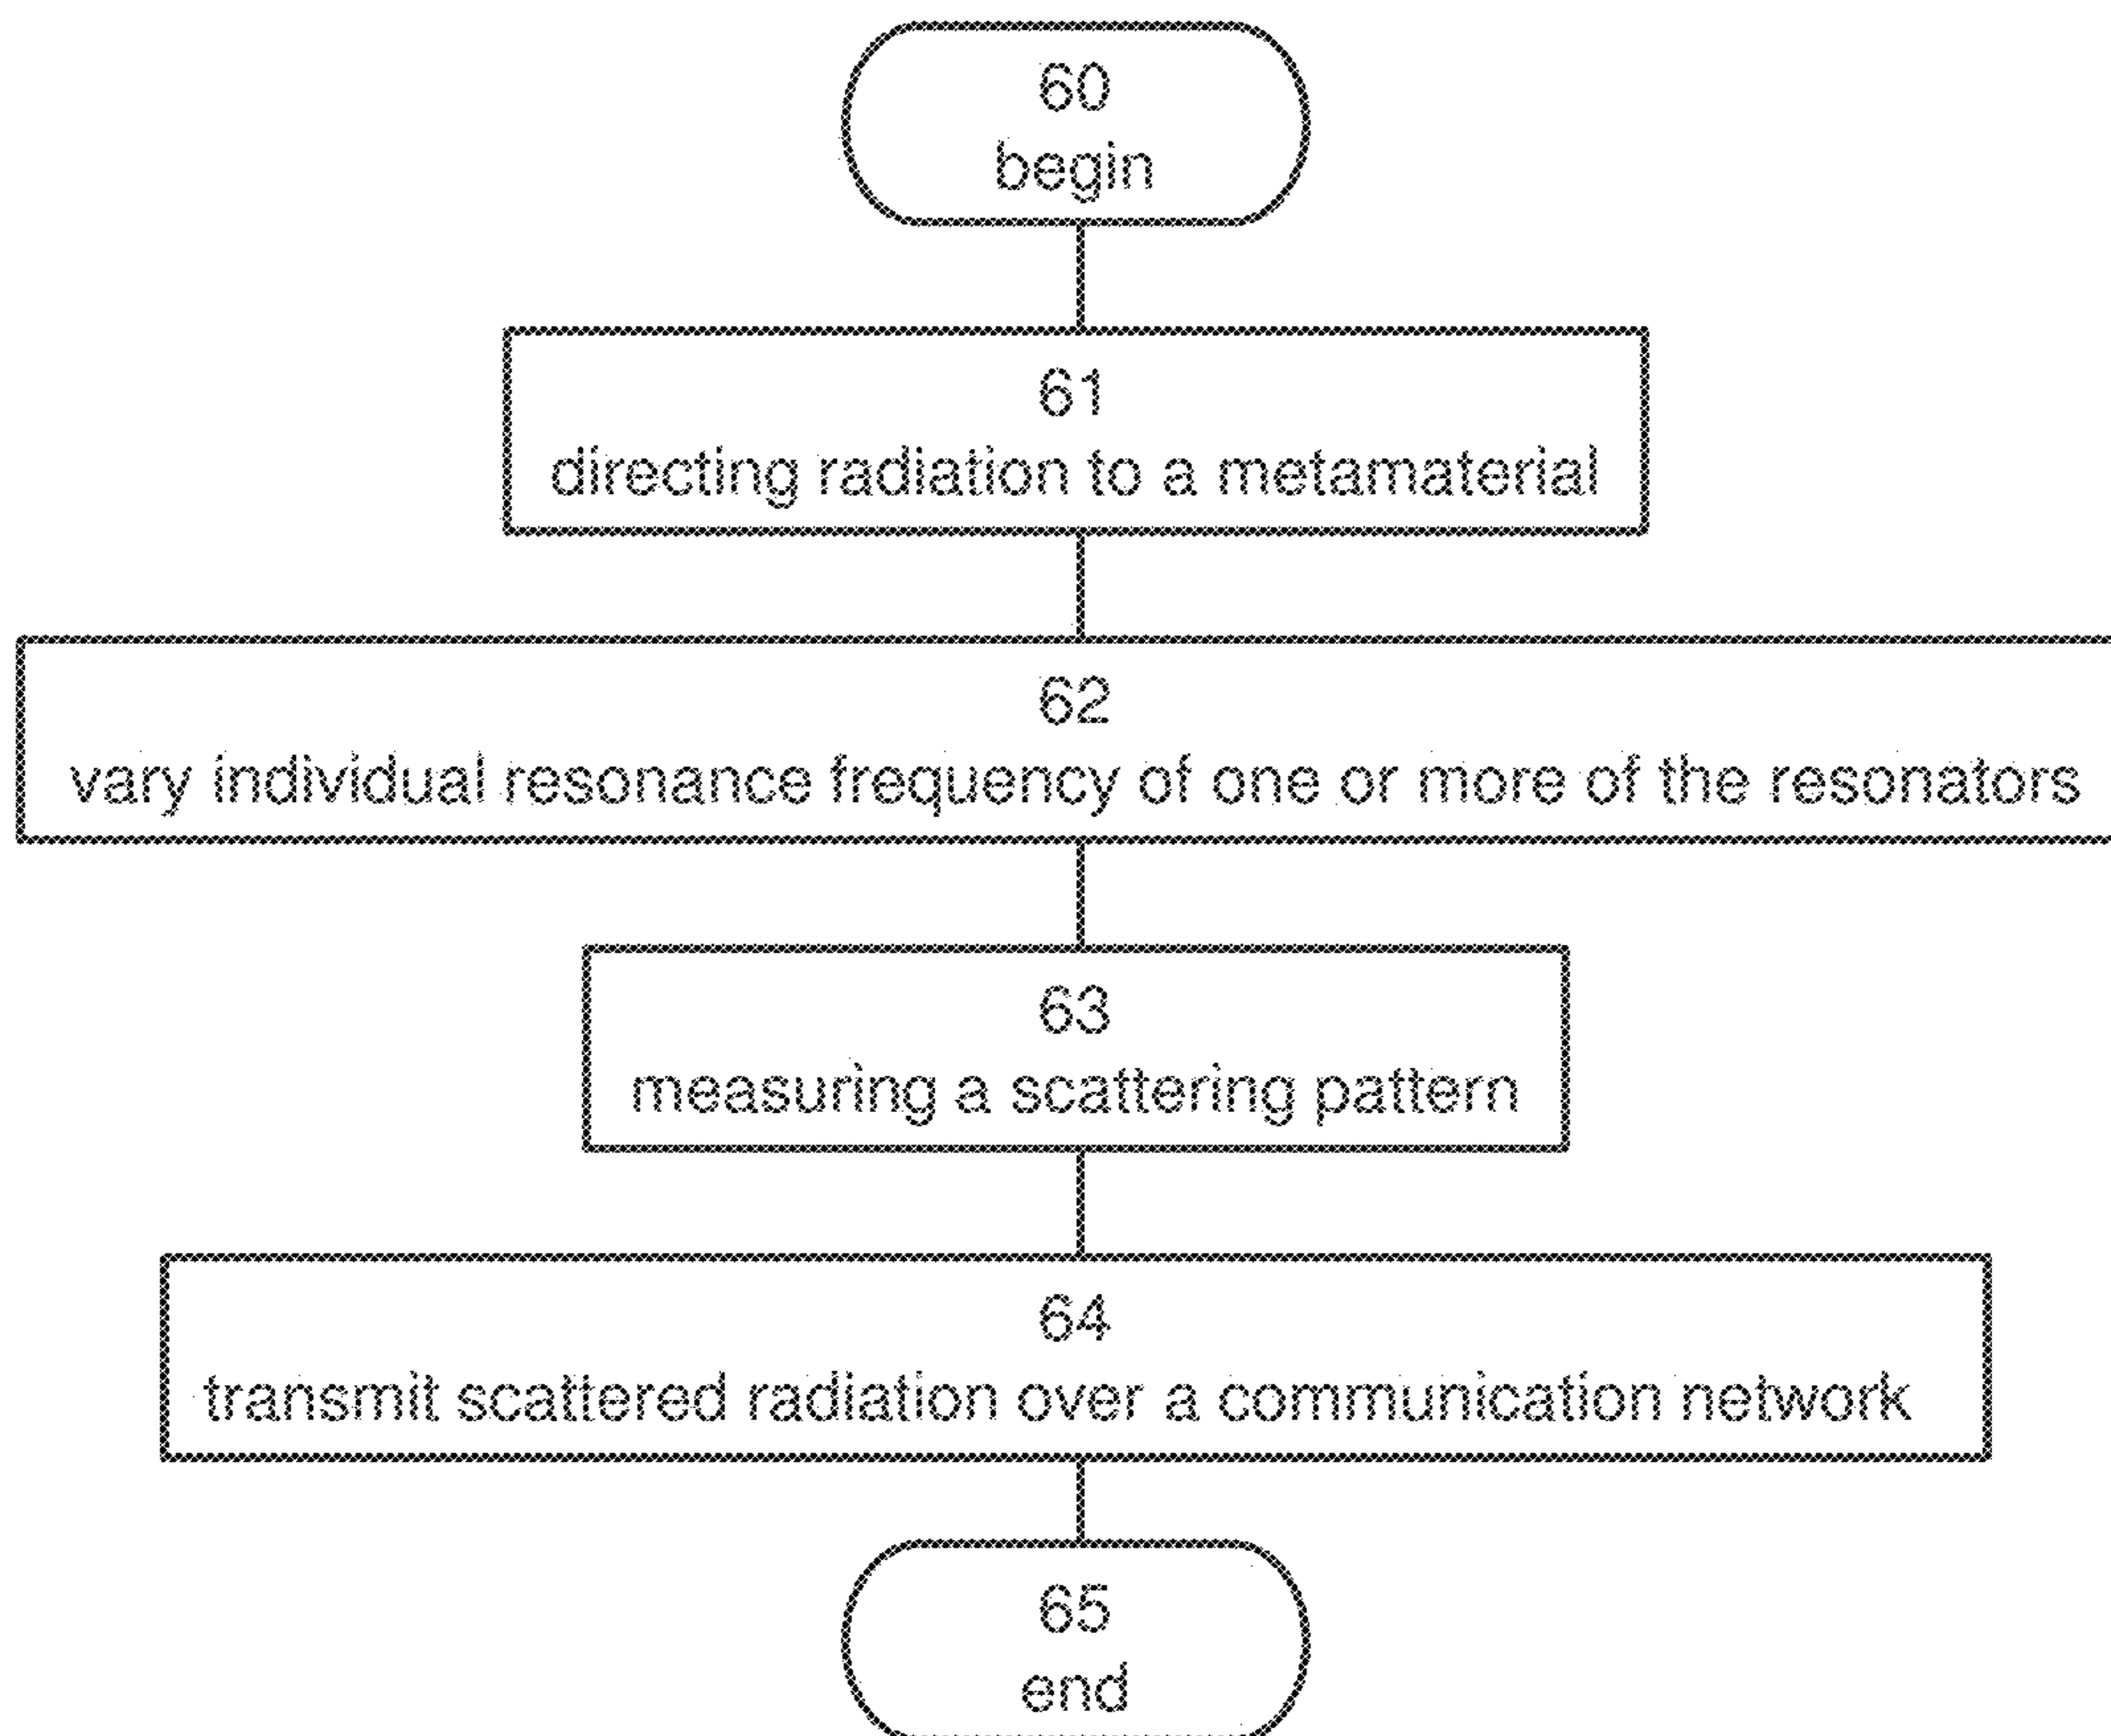 60
begin
61
directing radiation to a metamaterial
62
vary individual resonance frequency of one or more of the resonators
63
measuring a scattering pattern
64
transmit scattered radiation over a communication network
65
end